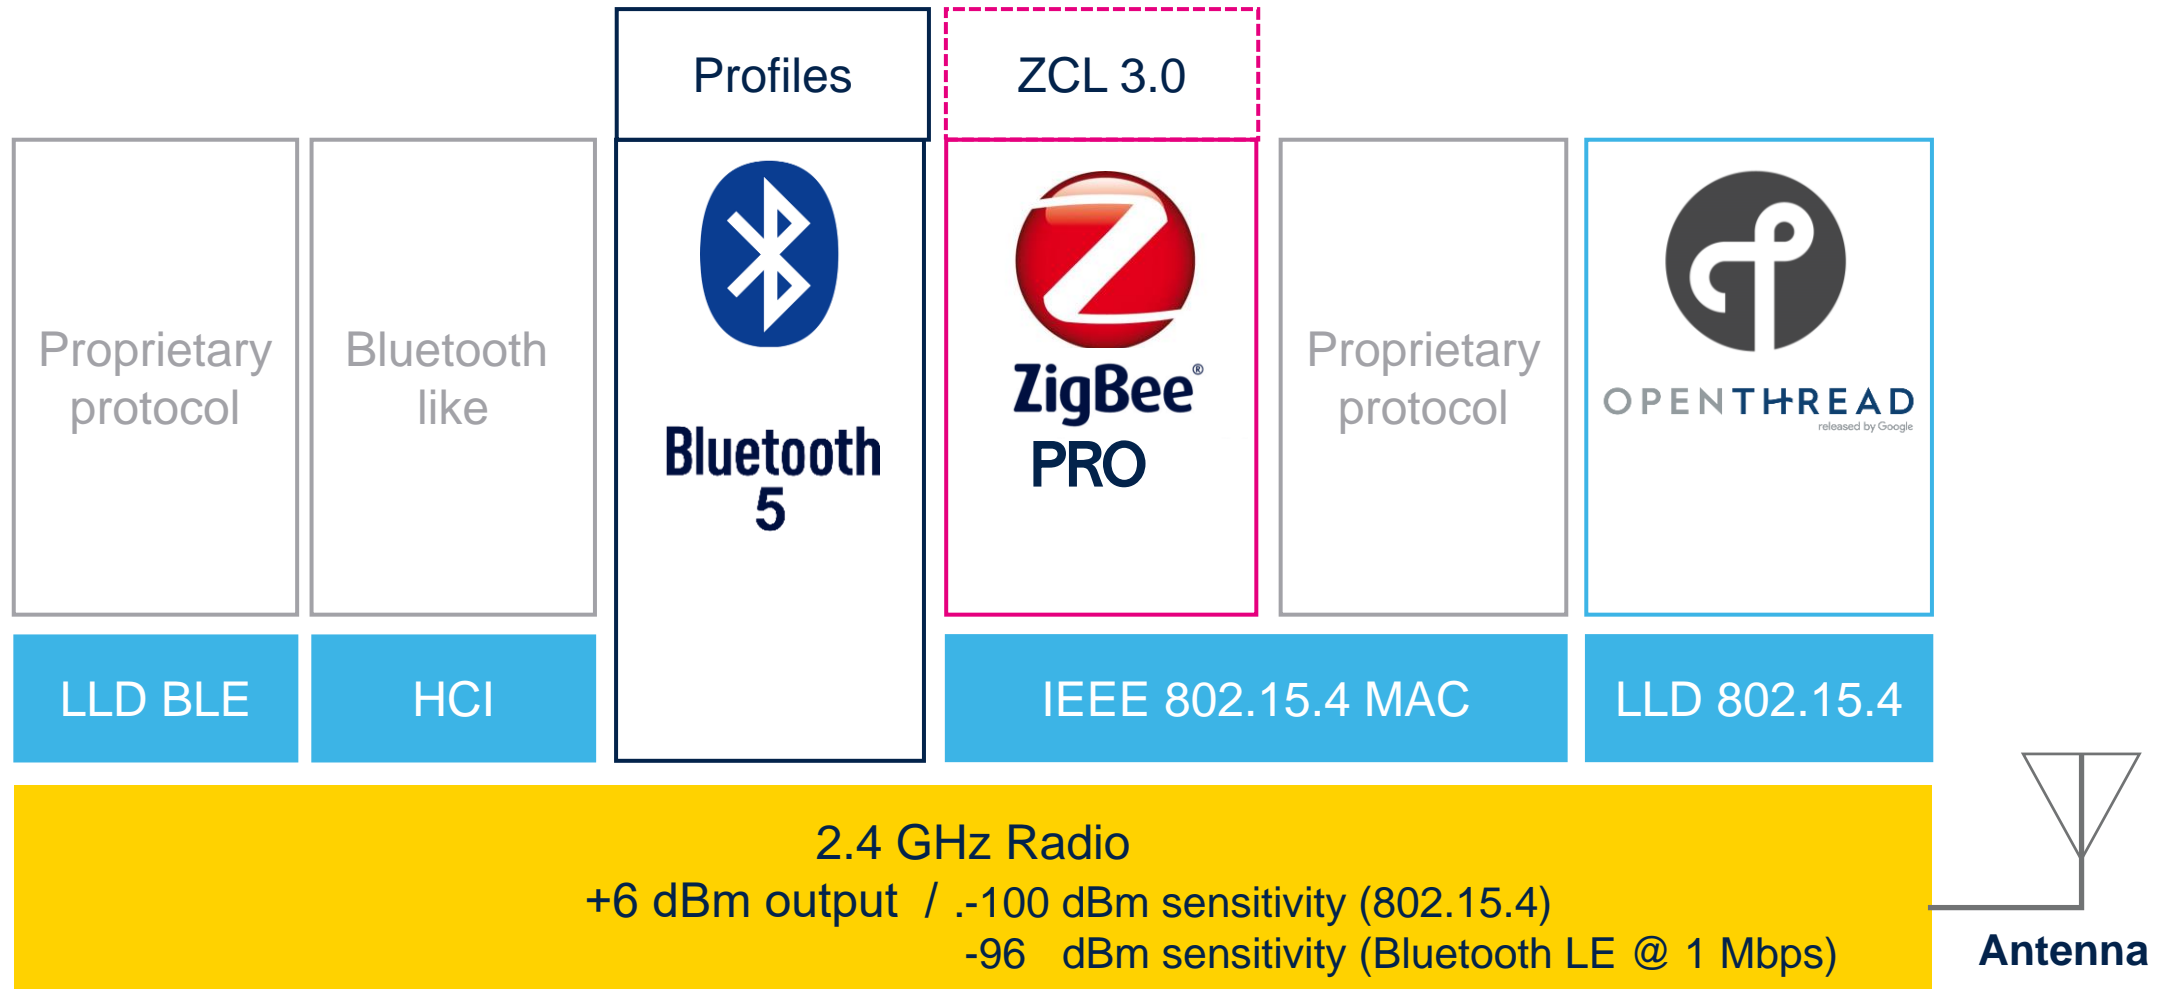 Profiles
ZCL 3.0
Proprietary
protocol
Bluetooth
like
Bluetooth
5
ZigBee®
PRO
Proprietary
protocol
OPENTHREAD
released by Google
LLD BLE
HCI
IEEE 802.15.4 MAC
LLD 802.15.4
2.4 GHz Radio
+6 dBm output / .-100 dBm sensitivity (802.15.4)
-96 dBm sensitivity (Bluetooth LE @ 1 Mbps)
Antenna